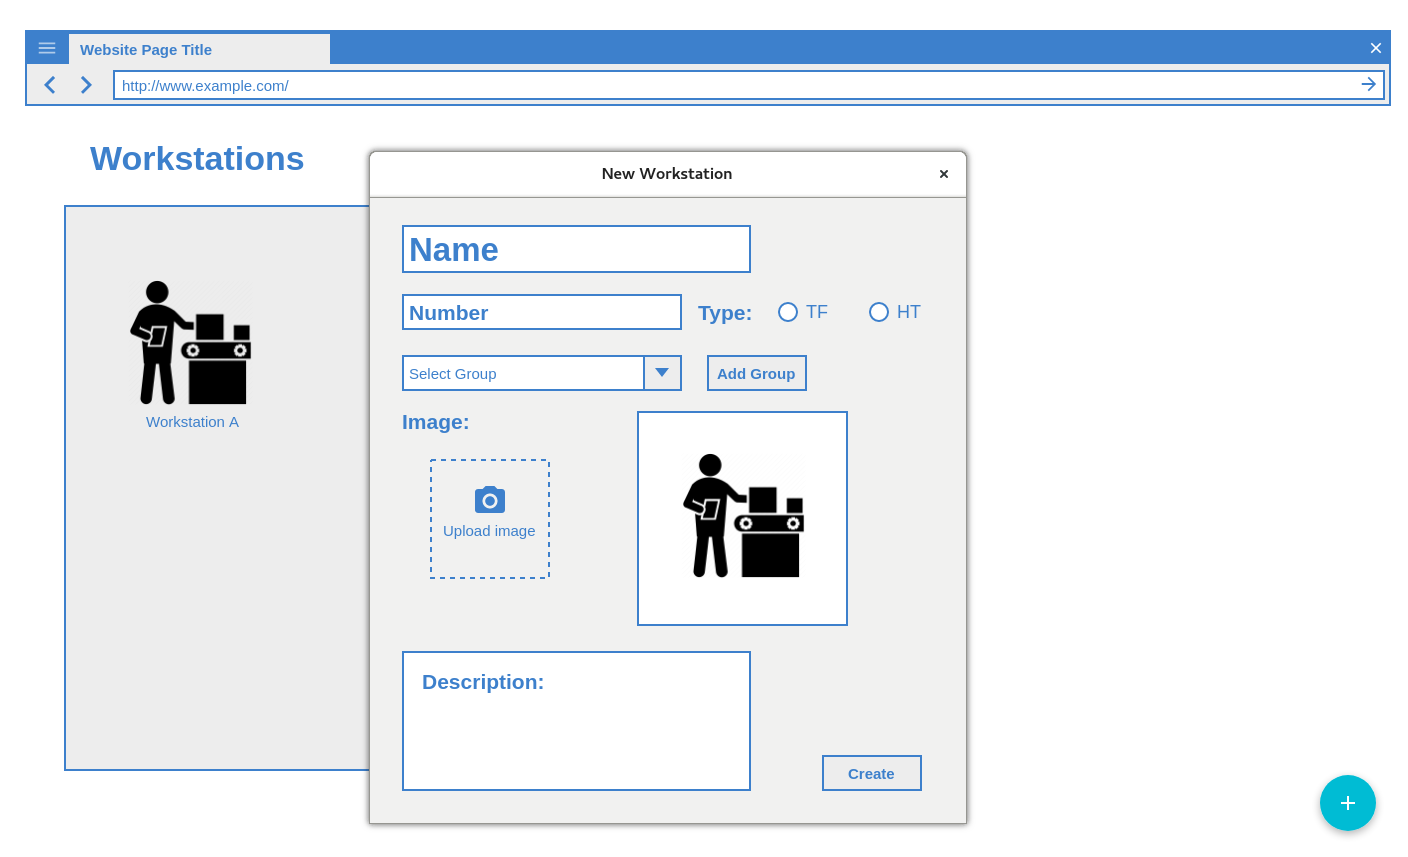 Website Page Title
http://www.example.com/
Workstations
Workstation A
New Workstation
Name
Number
Type: TF HT
Select Group
Add Group
Image:
Upload image
Description:
Create